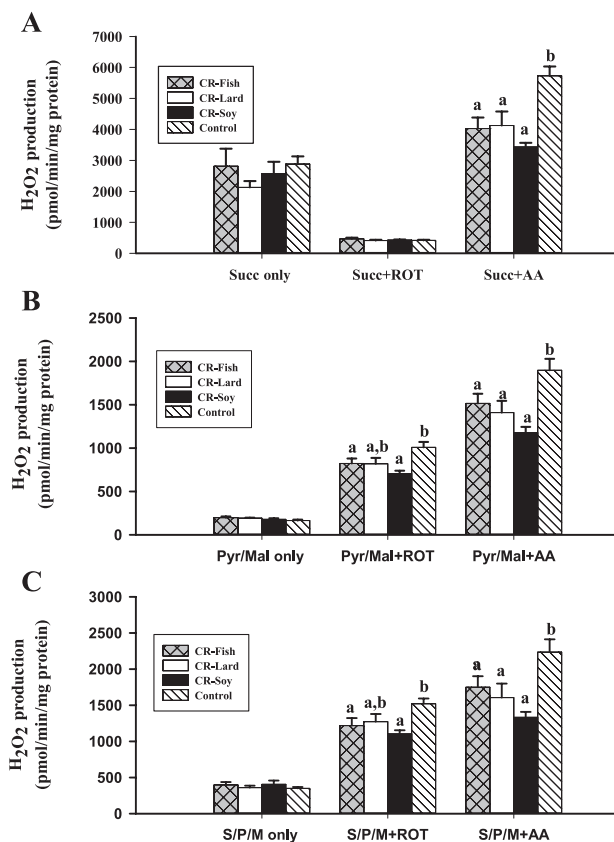 A
H2O2 production
(pmol/min/mg protein)
7000
6000
5000
4000
3000
2000
1000
0
CR-Fish
CR-Lard
CR-Soy
Control
a
a
a
b
Succ only
Succ+ROT
Succ+AA
B
H2O2 production
(pmol/min/mg protein)
2500
2000
1500
1000
500
0
CR-Fish
CR-Lard
CR-Soy
Control
a
a,b
a
b
a
a
a
b
Pyr/Mal only
Pyr/Mal+ROT
Pyr/Mal+AA
C
H2O2 production
(pmol/min/mg protein)
3000
2500
2000
1500
1000
500
0
CR-Fish
CR-Lard
CR-Soy
Control
a
a,b
a
b
a
a
a
b
S/P/M only
S/P/M+ROT
S/P/M+AA